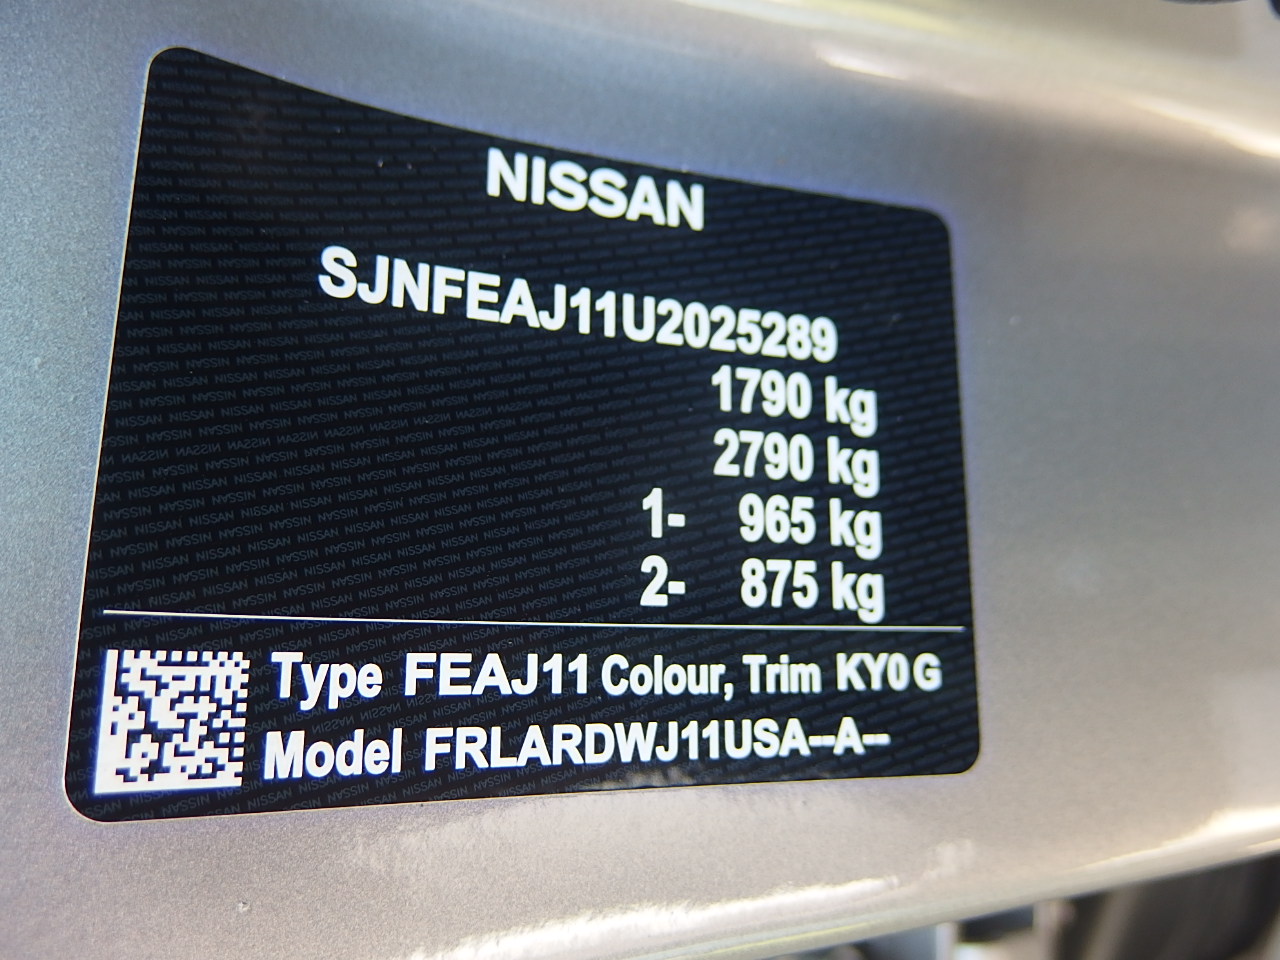 NISSAN
SJNFEAJ11U2025289
1790 kg
2790 kg
1- 965 kg
2- 875 kg
Type FEAJ11 Colour, Trim KY0 G
Model FRLARDWJ11USA--A--